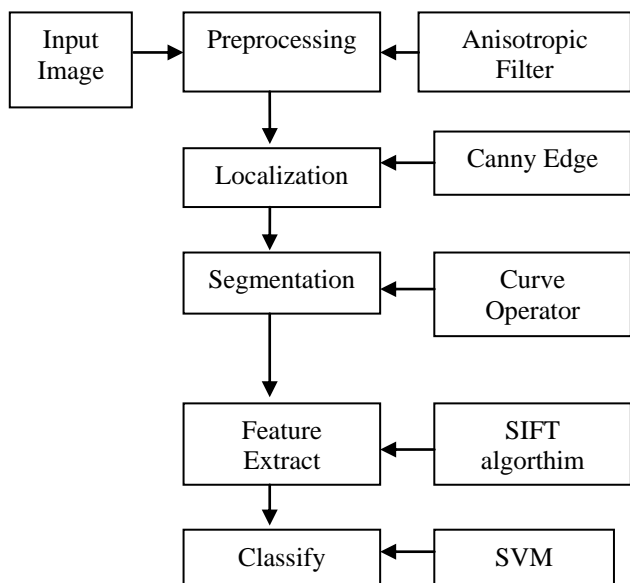 Input
Image
Preprocessing
Anisotropic
Filter
Localization
Canny Edge
Segmentation
Curve
Operator
Feature
Extract
SIFT
algorthim
Classify
SVM